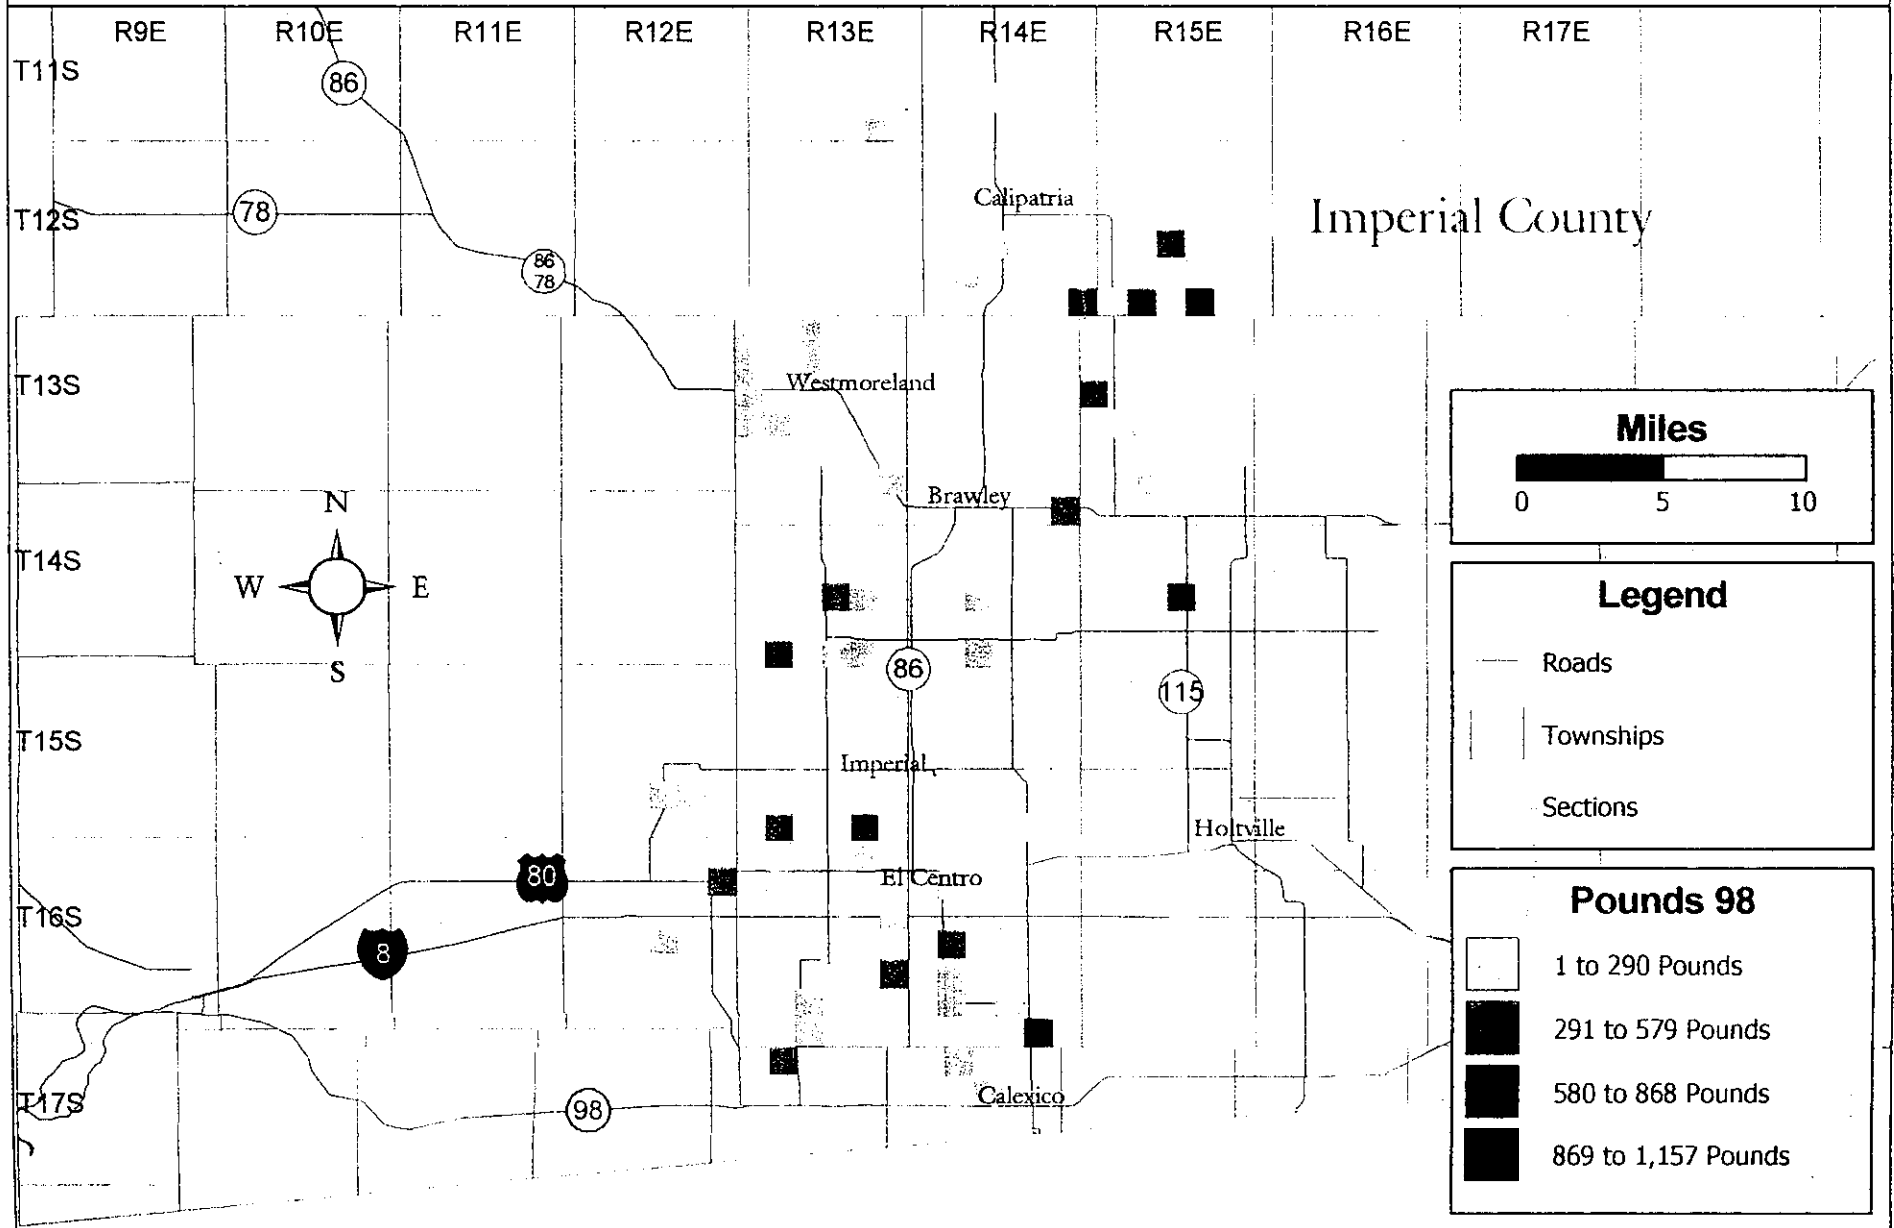 R9E R10E R11E R12E R13E R14E R15E R16E R17E
T11S
86
Calipatria
Imperial County
T12S
78
86
78
T13S
Westmoreland
Miles
0 5 10
N
Brawley
T14S
W E
S
Legend
Roads
Townships
Sections
86
115
T15S
Imperial
Holtville
80
El Centro
T16S
8
Pounds 98
1 to 290 Pounds
291 to 579 Pounds
580 to 868 Pounds
869 to 1,157 Pounds
T17S
98
Calexico